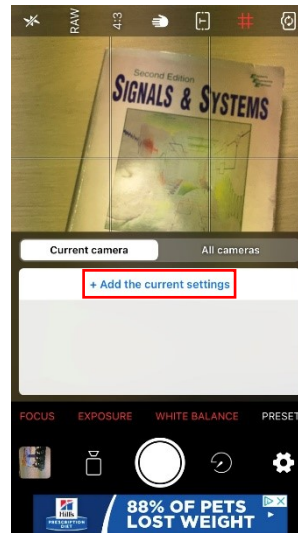 RAW
4:3
T
Second Edition
SIGNALS & SYSTEMS
Current camera
All cameras
+ Add the current settings
FOCUS
EXPOSURE
WHITE BALANCE
PRESET
Hill's
PRESCRIPTION
DIET
88% OF PETS
LOST WEIGHT